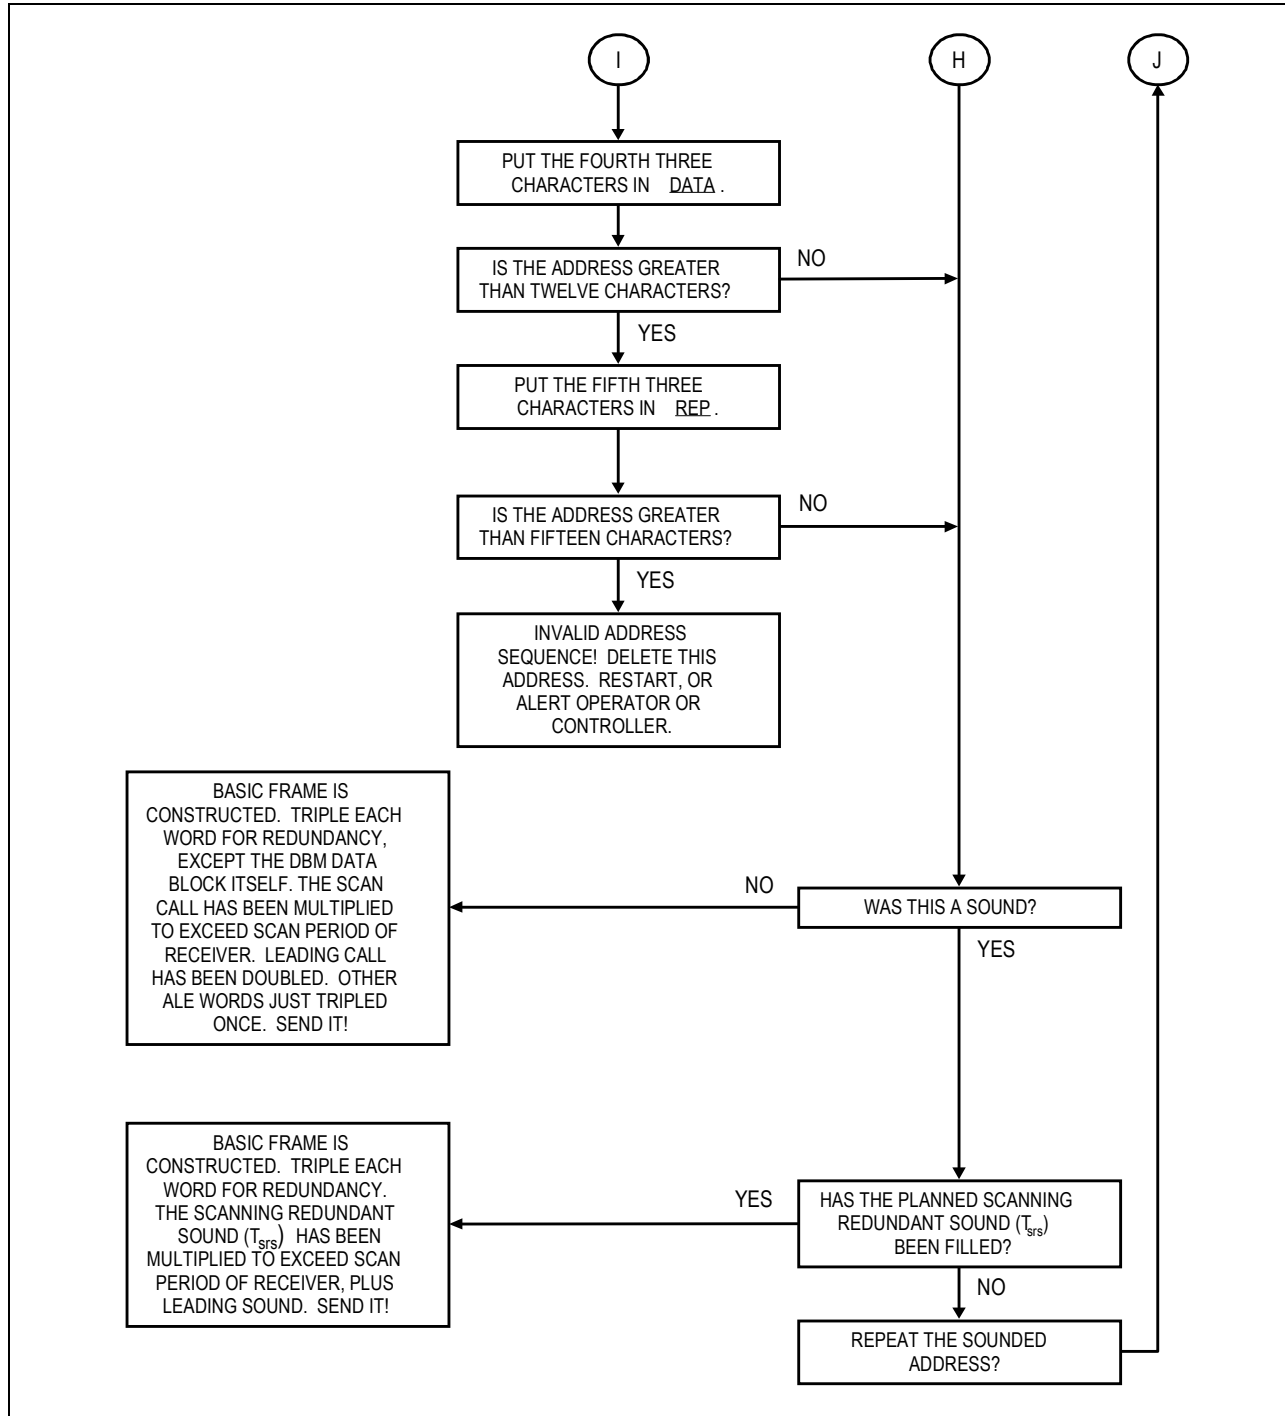 I
H
J
PUT THE FOURTH THREE
CHARACTERS IN DATA .
IS THE ADDRESS GREATER
THAN TWELVE CHARACTERS?
NO
YES
PUT THE FIFTH THREE
CHARACTERS IN REP .
IS THE ADDRESS GREATER
THAN FIFTEEN CHARACTERS?
NO
YES
INVALID ADDRESS
SEQUENCE! DELETE THIS
ADDRESS. RESTART, OR
ALERT OPERATOR OR
CONTROLLER.
BASIC FRAME IS
CONSTRUCTED. TRIPLE EACH
WORD FOR REDUNDANCY,
EXCEPT THE DBM DATA
BLOCK ITSELF. THE SCAN
CALL HAS BEEN MULTIPLIED
TO EXCEED SCAN PERIOD OF
RECEIVER. LEADING CALL
HAS BEEN DOUBLED. OTHER
ALE WORDS JUST TRIPLED
ONCE. SEND IT!
NO
WAS THIS A SOUND?
YES
BASIC FRAME IS
CONSTRUCTED. TRIPLE EACH
WORD FOR REDUNDANCY.
THE SCANNING REDUNDANT
SOUND (Tsrs) HAS BEEN
MULTIPLIED TO EXCEED SCAN
PERIOD OF RECEIVER, PLUS
LEADING SOUND. SEND IT!
YES
HAS THE PLANNED SCANNING
REDUNDANT SOUND (Tsrs)
BEEN FILLED?
NO
REPEAT THE SOUNDED
ADDRESS?